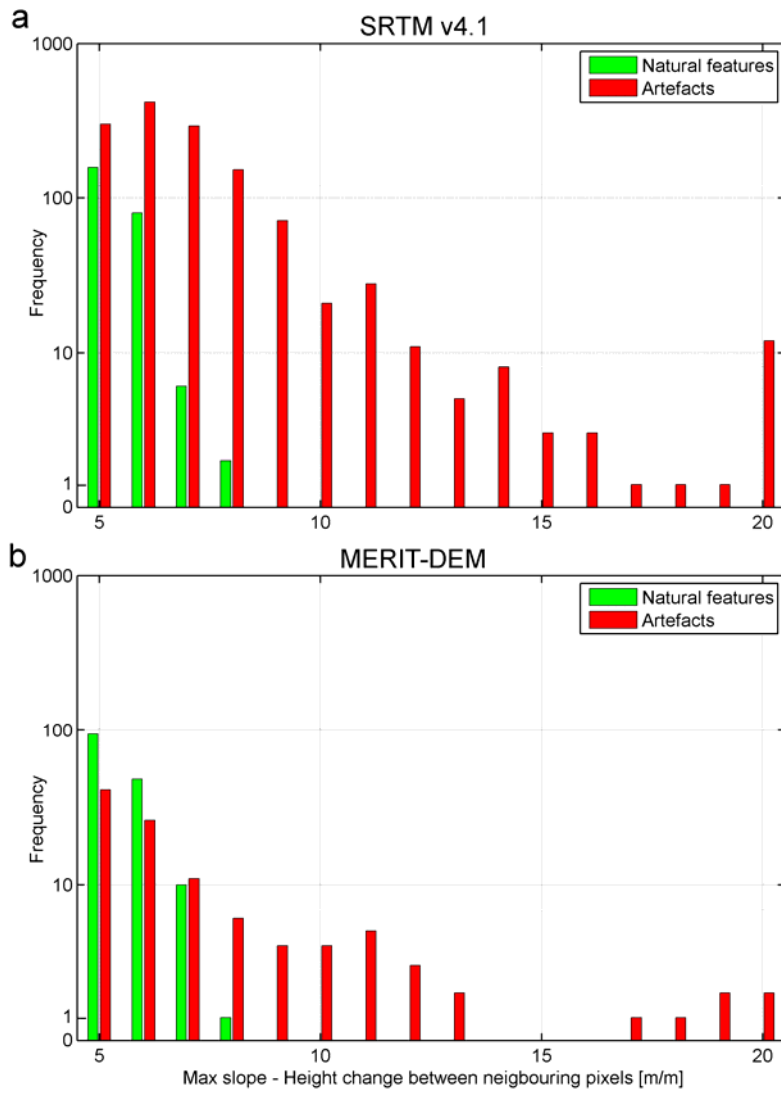 a
SRTM v4.1
1000
Natural features
Artefacts
100
Frequency
10
1
0
5
10
15
20
b
MERIT-DEM
1000
Natural features
Artefacts
100
Frequency
10
1
0
5
10
15
20
Max slope - Height change between neigbouring pixels [m/m]